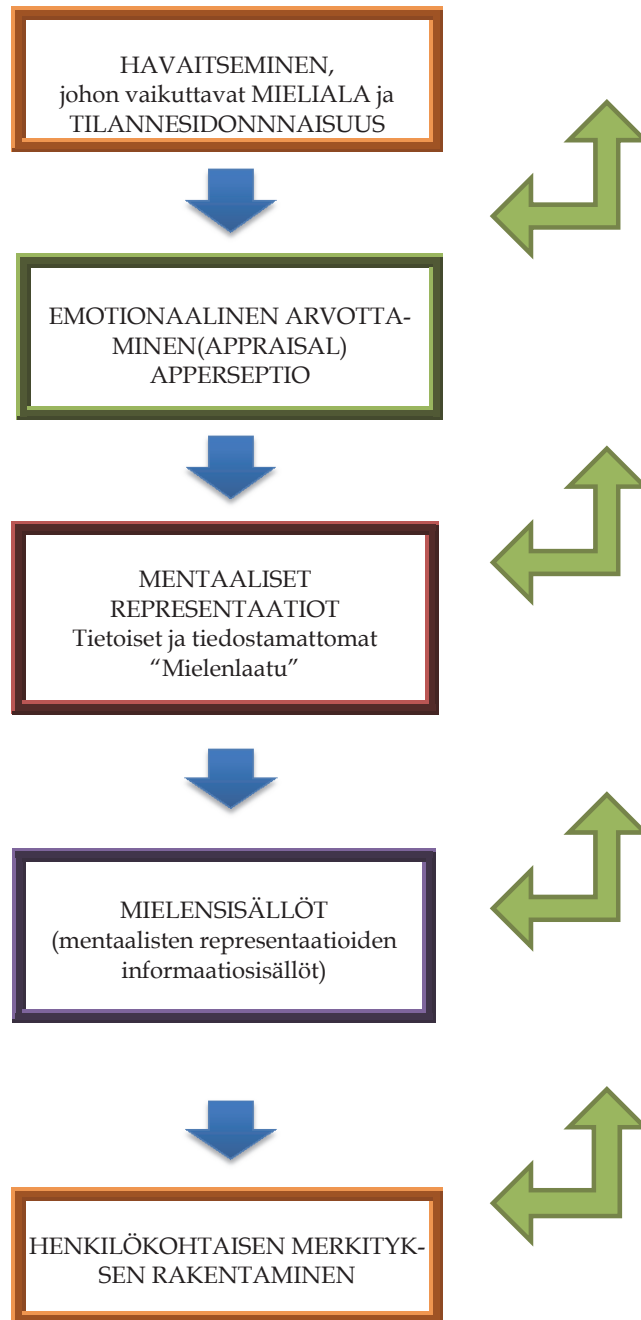 HAVAITSEMINEN,
johon vaikuttavat MIELIALA ja
TILANNESIDONNNAISUUS
EMOTIONAALINEN ARVOTTA-
MINEN(APPRAISAL)
APPERSEPTIO
MENTAALISET
REPRESENTAATIOT
Tietoiset ja tiedostamattomat
“Mielenlaatu”
MIELENSISÄLLÖT
(mentaalisten representaatioiden
informaatiosisällöt)
HENKILÖKOHTAISEN MERKITYK-
SEN RAKENTAMINEN